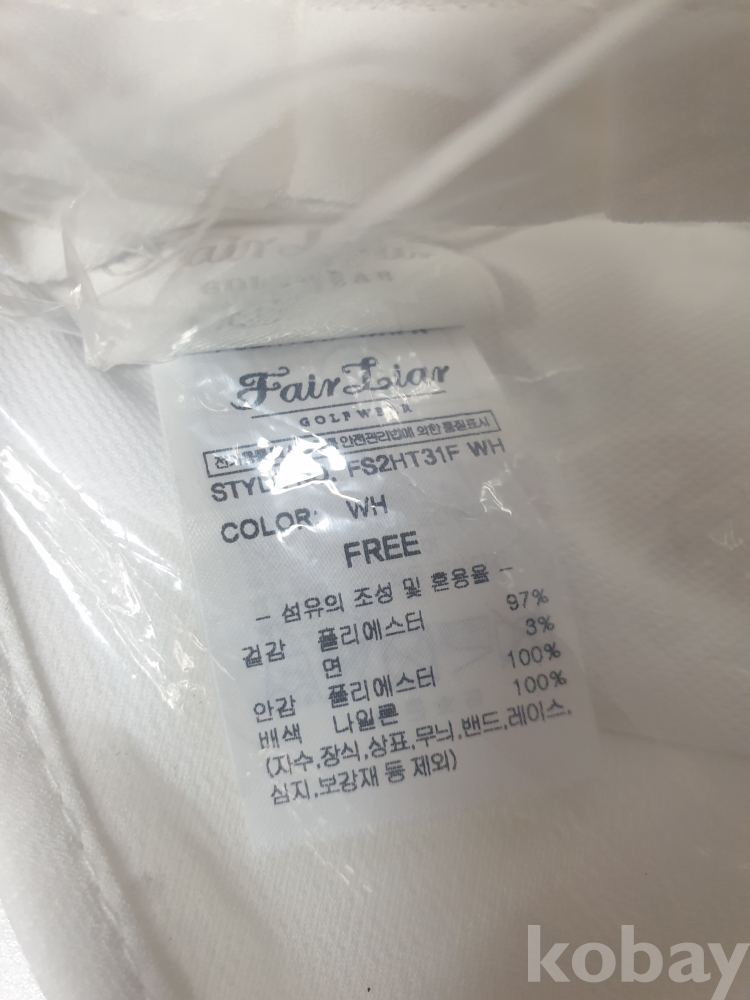 Fair Liar
GOLFWEAR
Fair Liar
GOLFWEAR
안전관리법에 의한 품질표시
FS2HT31F WH
COLOR: WH
FREE
- 섬유의 조성 및 혼용율 -
겉감 폴리에스터 97%
면 3%
안감 폴리에스터 100%
배색 나일론 100%
(자수,장식,상표,무늬,밴드,레이스,
심지,보강재 등 제외)
kobay